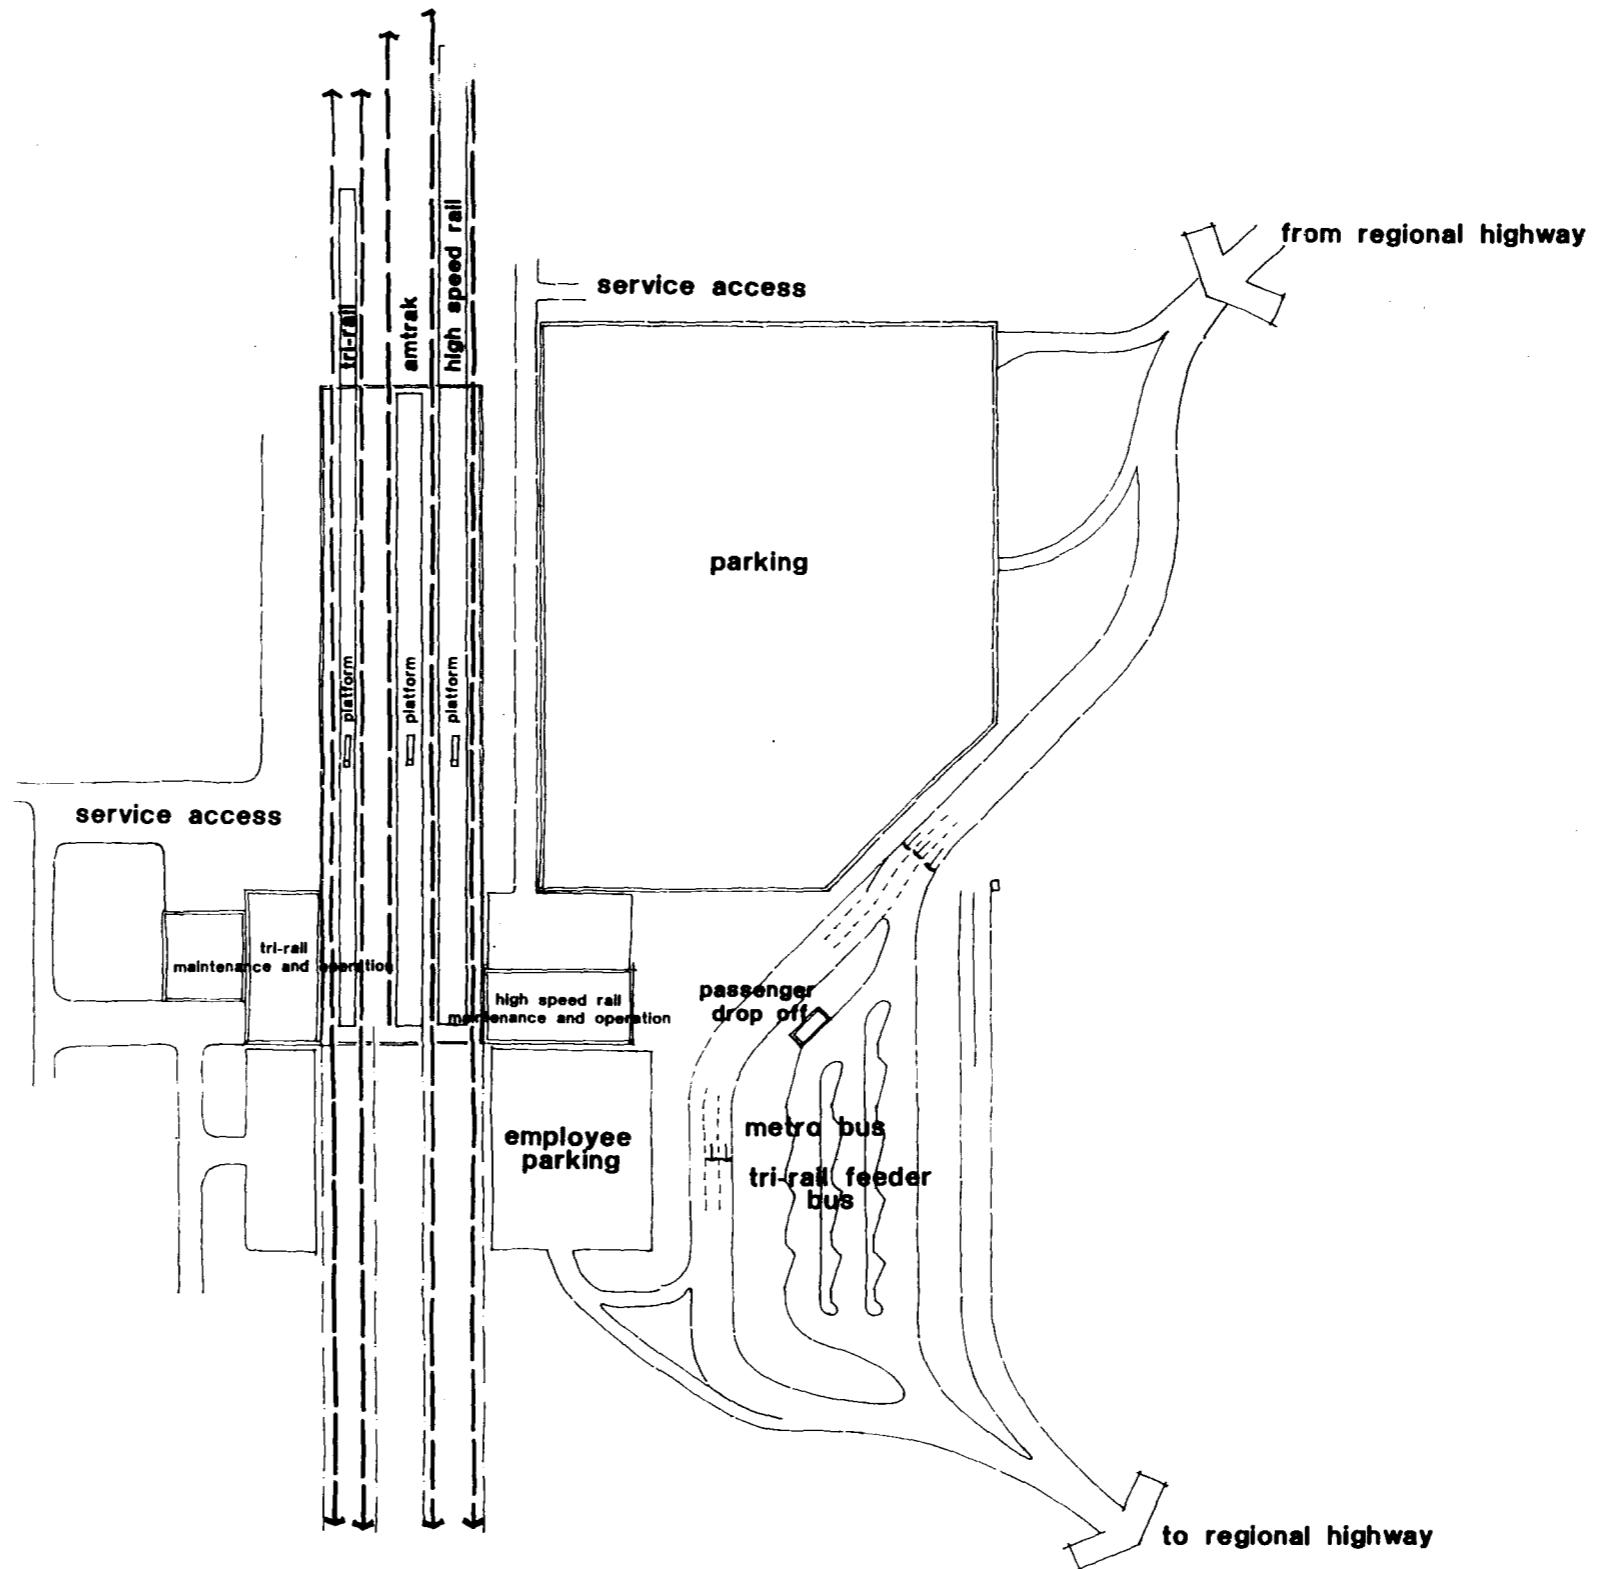 from regional highway
service access
tri-rail
amtrak
high speed rail
parking
platform
platform
platform
service access
tri-rail
maintenance and operation
high speed rail
maintenance and operation
passenger
drop off
employee
parking
metro bus
tri-rail feeder
bus
to regional highway